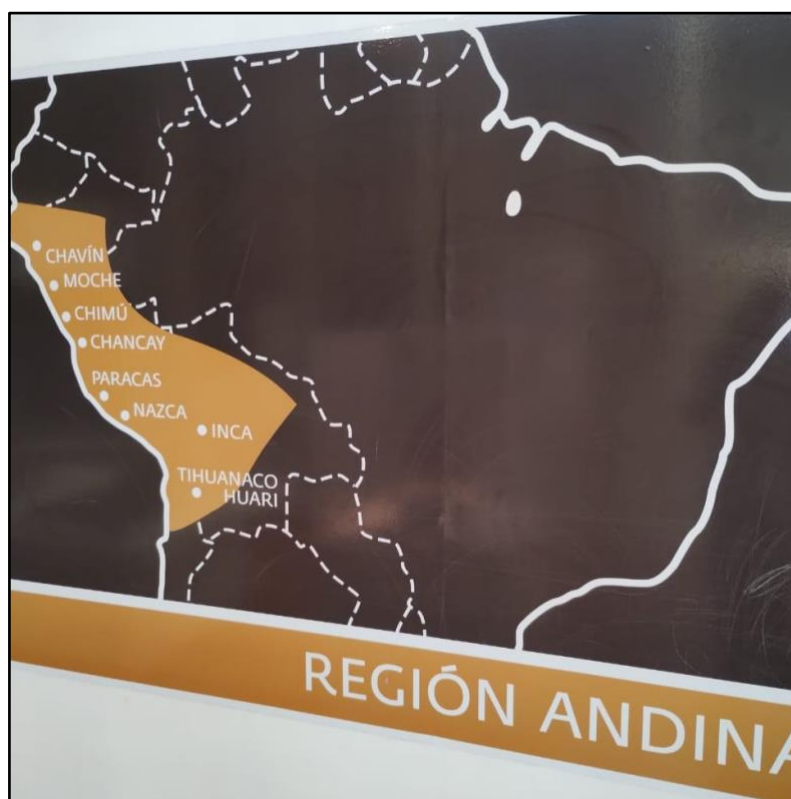 CHAVÍN
MOCHE
CHIMÚ
CHANCAY
PARACAS
NAZCA
INCA
TIHUANACO
HUARI
REGIÓN ANDINA